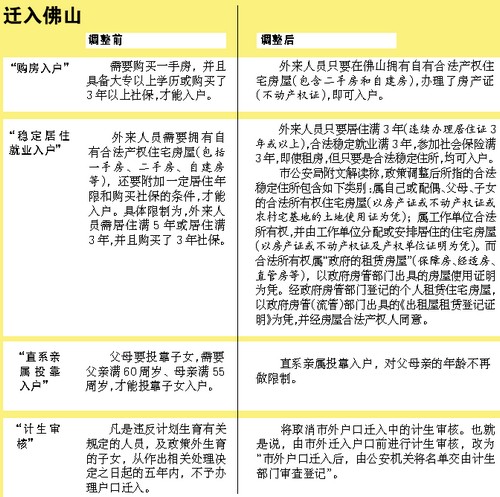 迁入佛山
调整前
调整后
“购房入户”
需要购买一手房，并且
具备大专以上学历或购买了
3年以上社保，才能入户。
外来人员只要在佛山拥有自有合法产权住
宅房屋(包含二手房和自建房)，办理了房产证
(不动产权证)，即可入户。
“稳定居住
就业入户”
外来人员需要拥有自
有合法产权住宅房屋(包括
一手房、二手房、自建房
等)，还要附加一定居住年
限和购买社保的条件，才能
入户。具体限制为，外来人
员需居住满5年或居住满
3年，并且购买了3年社保。
外来人员只要居住满3年(连续办理居住证3
年或以上)，合法稳定就业满3年，参加社会保险满
3年，即使租房，但只要是合法稳定住所，均可入户。
市公安局附文解读称，政策调整后所指的合法
稳定住所包含如下类别：属自己或配偶、父母、子女
的合法所有权住宅房屋(以房产证或不动产权证或
农村宅基地的土地使用证为凭)；属工作单位合法
所有权，并由工作单位分配或安排居住的住宅房屋
(以房产证或不动产权证及产权单位证明为凭)。而
合法所有权属“政府的租赁房屋”(保障房、经适房、
直管房等)，以政府房管部门出具的房屋使用证明
为凭。经政府房管部门登记的个人租赁住宅房屋，
以政府房管(流管)部门出具的《出租屋租赁登记证
明》为凭，并经房屋合法产权人同意。
“直系亲
属投靠
入户”
父母要投靠子女，需要
父亲满60周岁、母亲满55
周岁，才能投靠子女入户。
直系亲属投靠入户，对父母亲的年龄不再
做限制。
“计生审
核”
凡是违反计划生育有关
规定的人员，及政策外生育
的子女，从作出相关处理决
定之日起的五年内，不予办
理户口迁入。
将取消市外户口迁入中的计生审核。也就
是说，由市外迁入户口前进行计生审核，改为
“市外户口迁入后，由公安机关将名单交由计生
部门审查登记”。